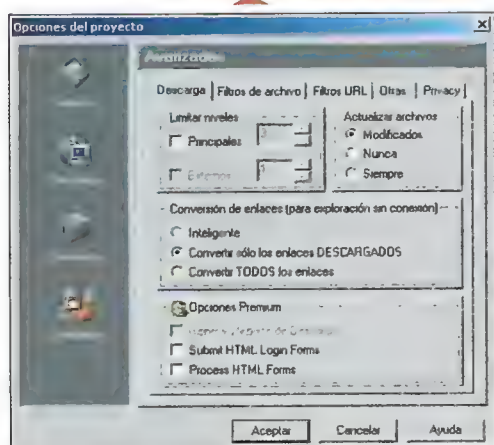 Opciones del proyecto
Avanzadas
Descarga | Filtros de archivo | Filtros URL | Otras | Privacy
Limitar niveles
Principales 3
Externos
Actualizar archivos
Modificados
Nunca
Siempre
Conversión de enlaces (para exploración sin conexión)
Inteligente
Convertir sólo los enlaces DESCARGADOS
Convertir TODOS los enlaces
Opciones Premium
Submit HTML Login Forms
Process HTML Forms
Aceptar Cancelar Ayuda